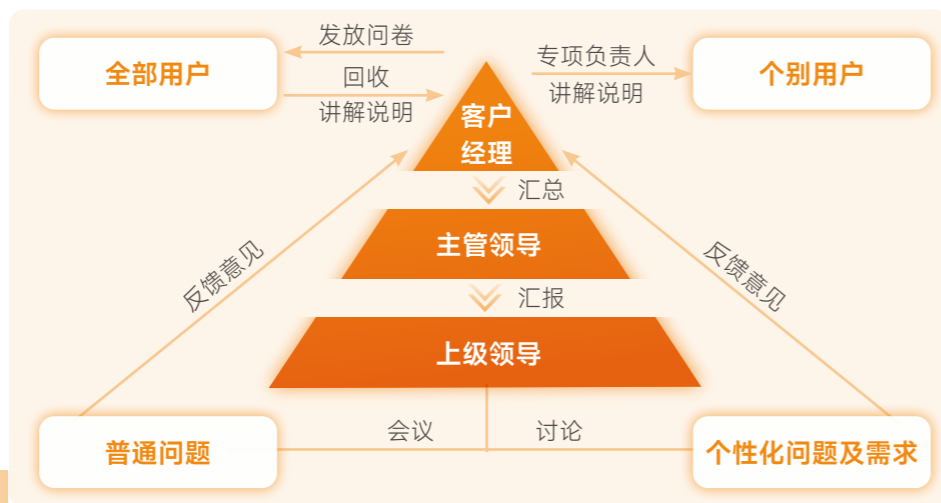 发放问卷
全部用户
回收
讲解说明
专项负责人
讲解说明
个别用户
客户
经理
汇总
主管领导
汇报
上级领导
反馈意见
反馈意见
普通问题
会议
讨论
个性化问题及需求